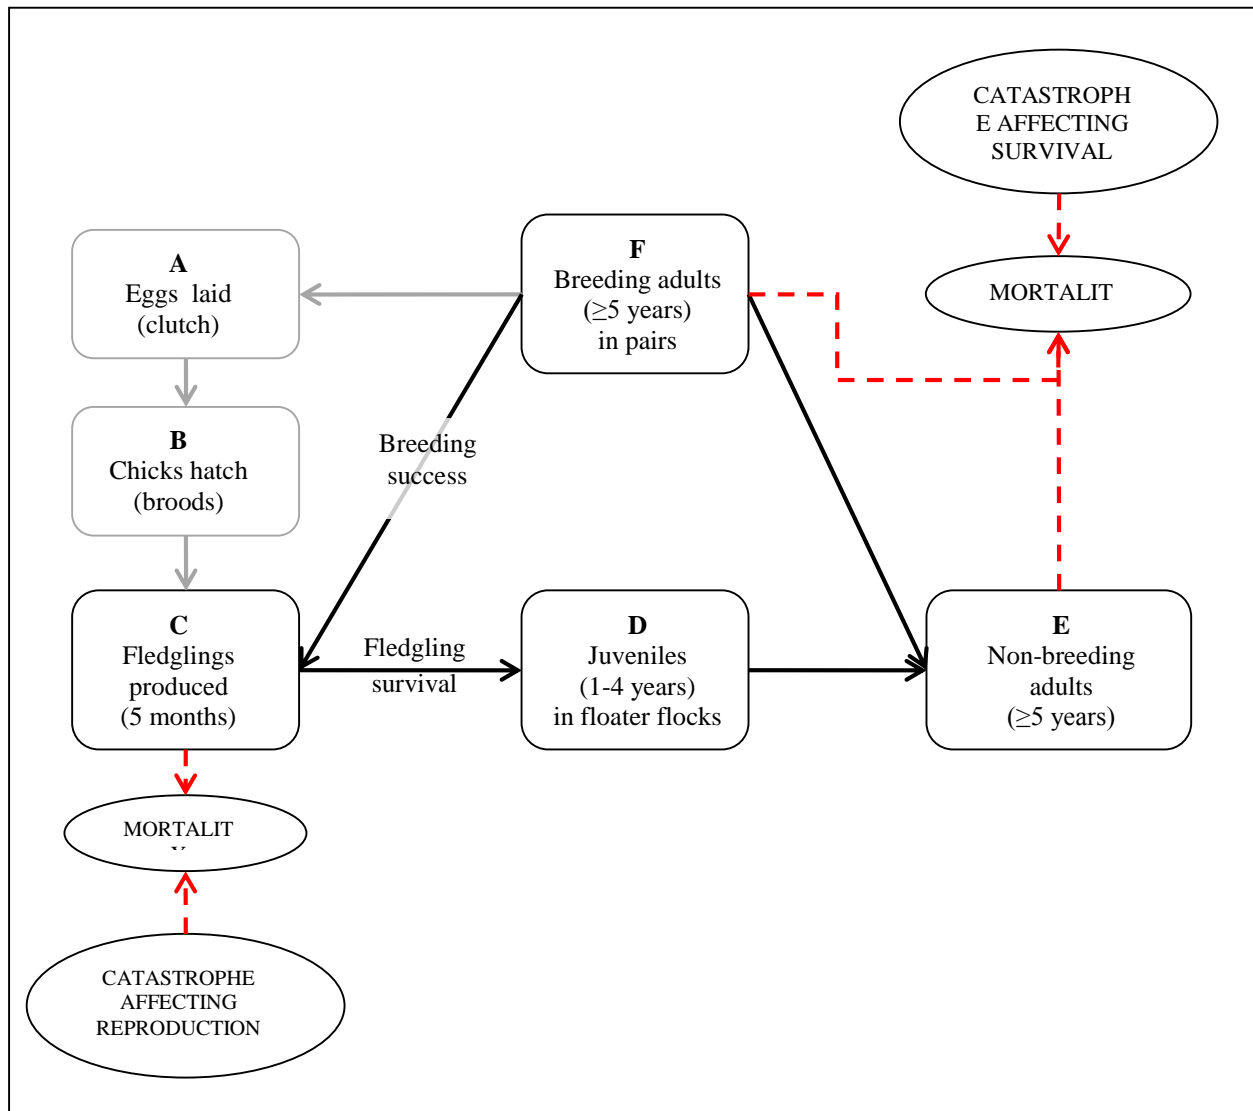 CATASTROPH
E AFFECTING
SURVIVAL
MORTALIT
A
Eggs laid
(clutch)
F
Breeding adults
(≥5 years)
in pairs
B
Chicks hatch
(broods)
Breeding
success
C
Fledglings
produced
(5 months)
Fledgling
survival
D
Juveniles
(1-4 years)
in floater flocks
E
Non-breeding
adults
(≥5 years)
MORTALIT
Y
CATASTROPHE
AFFECTING
REPRODUCTION